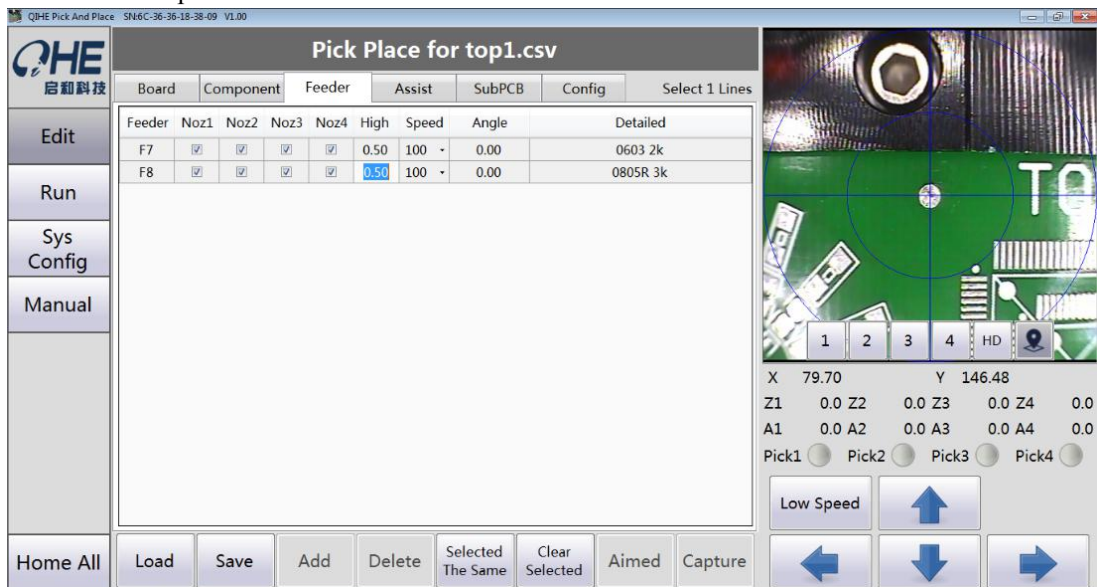 QIHE Pick And Place SN:6C-36-36-18-38-09 V1.00
QHE
启和科技
Pick Place for top1.csv
Board Component Feeder Assist SubPCB Config Select 1 Lines
Edit
Run
Sys
Config
Manual
Home All
Feeder Noz1 Noz2 Noz3 Noz4 High Speed Angle Detailed
F7 0.50 100 0.00 0603 2k
F8 0.50 100 0.00 0805R 3k
Load
Save
Add
Delete
Selected
The Same
Clear
Selected
Aimed
Capture
1 2 3 4 HD
X 79.70 Y 146.48
Z1 0.0 Z2 0.0 Z3 0.0 Z4 0.0
A1 0.0 A2 0.0 A3 0.0 A4 0.0
Pick1 Pick2 Pick3 Pick4
Low Speed